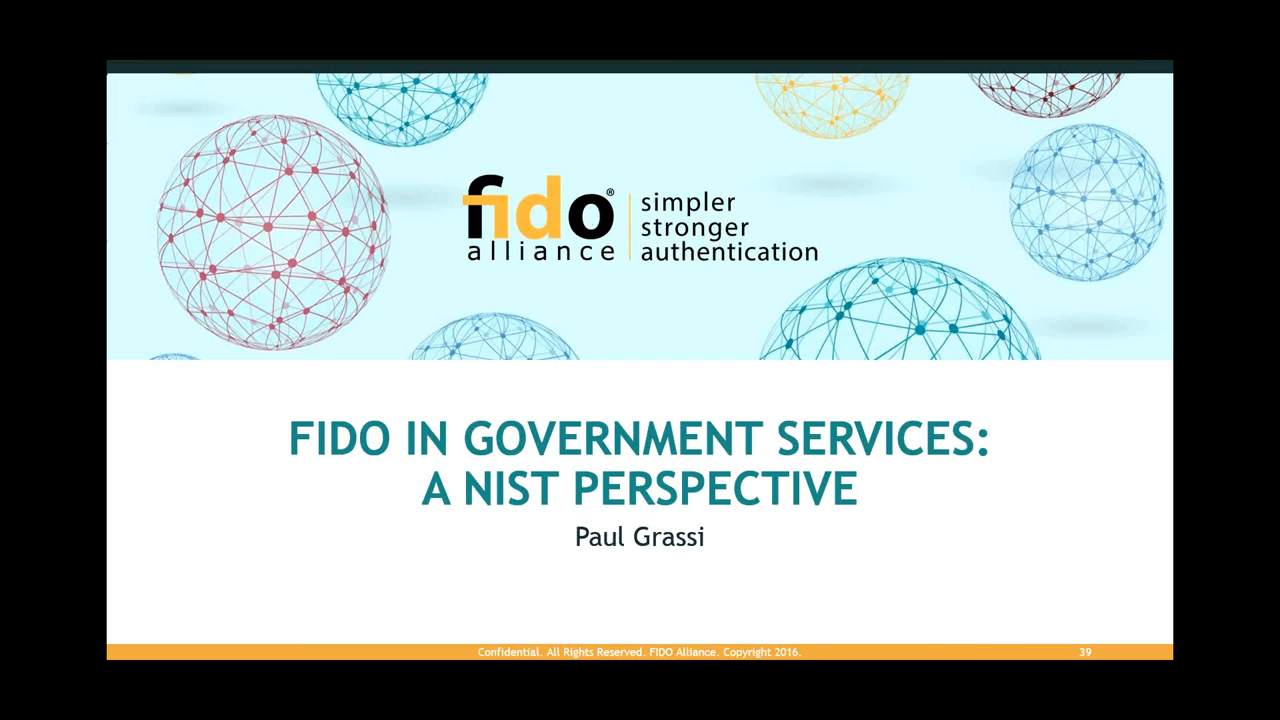 fido®
alliance
simpler
stronger
authentication
FIDO IN GOVERNMENT SERVICES:
A NIST PERSPECTIVE
Paul Grassi
Confidential. All Rights Reserved. FIDO Alliance. Copyright 2016.
39